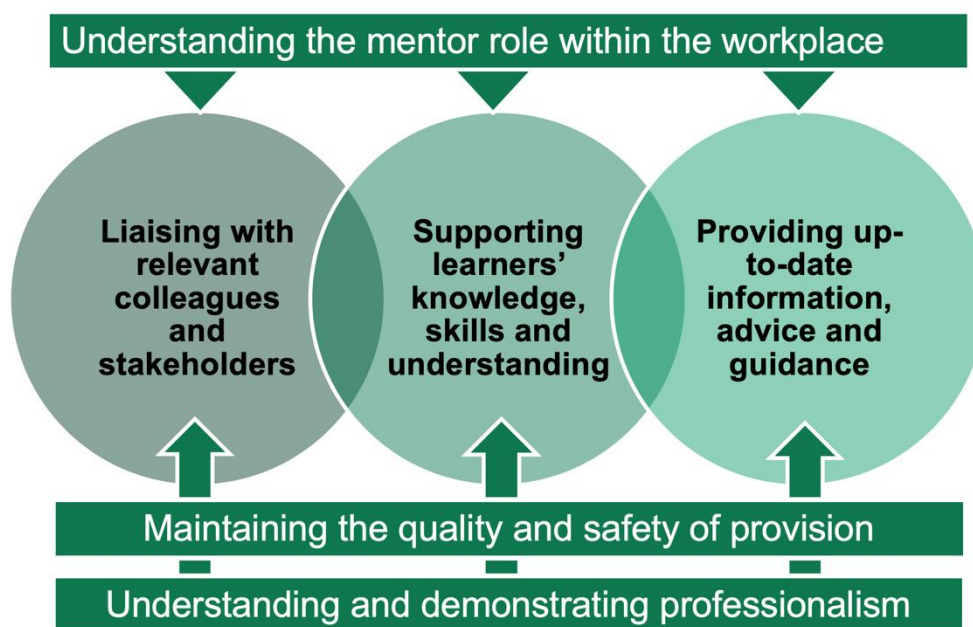 Understanding the mentor role within the workplace
Liaising with
relevant
colleagues
and
stakeholders
Supporting
learners’
knowledge,
skills and
understanding
Providing up-
to-date
information,
advice and
guidance
Maintaining the quality and safety of provision
Understanding and demonstrating professionalism